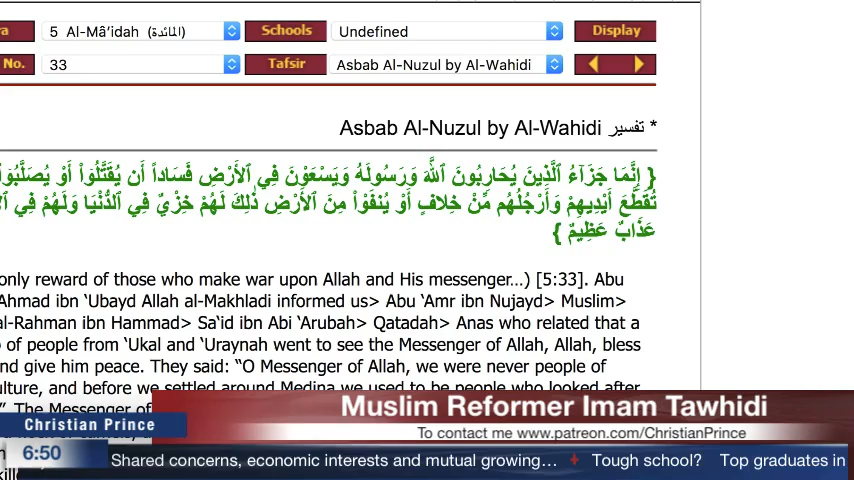 5 Al-Mâ'idah (المائدة) Schools Undefined Display
No. 33 Tafsir Asbab Al-Nuzul by Al-Wahidi
* تفسير Asbab Al-Nuzul by Al-Wahidi
{ إِنَّمَا جَزَآءُ ٱلَّذِينَ يُحَارِبُونَ ٱللَّهَ وَرَسُولَهُ وَيَسْعَوْنَ فِي ٱلأَرْضِ فَسَاداً أَن يُقَتَّلُوۤاْ أَوْ يُصَلَّبُوۤاْ
تُقَطَّعَ أَيْدِيهِمْ وَأَرْجُلُهُم مِّنْ خِلافٍ أَوْ يُنفَوْاْ مِنَ ٱلأَرْضِ ذٰلِكَ لَهُمْ خِزْيٌ فِي ٱلدُّنْيَا وَلَهُمْ فِي
عَذَابٌ عَظِيمٌ }
only reward of those who make war upon Allah and His messenger...) [5:33]. Abu
Ahmad ibn ‘Ubayd Allah al-Makhladi informed us> Abu ‘Amr ibn Nujayd> Muslim>
al-Rahman ibn Hammad> Sa‘id ibn Abi ‘Arubah> Qatadah> Anas who related that a
of people from ‘Ukal and ‘Uraynah went to see the Messenger of Allah, Allah, bless
and give him peace. They said: “O Messenger of Allah, we were never people of
ulture, and before we settled around Medina we used to be people who looked after
The Messenger of
Muslim Reformer Imam Tawhidi
Christian Prince
To contact me www.patreon.com/ChristianPrince
6:50 Shared concerns, economic interests and mutual growing... Tough school? Top graduates in